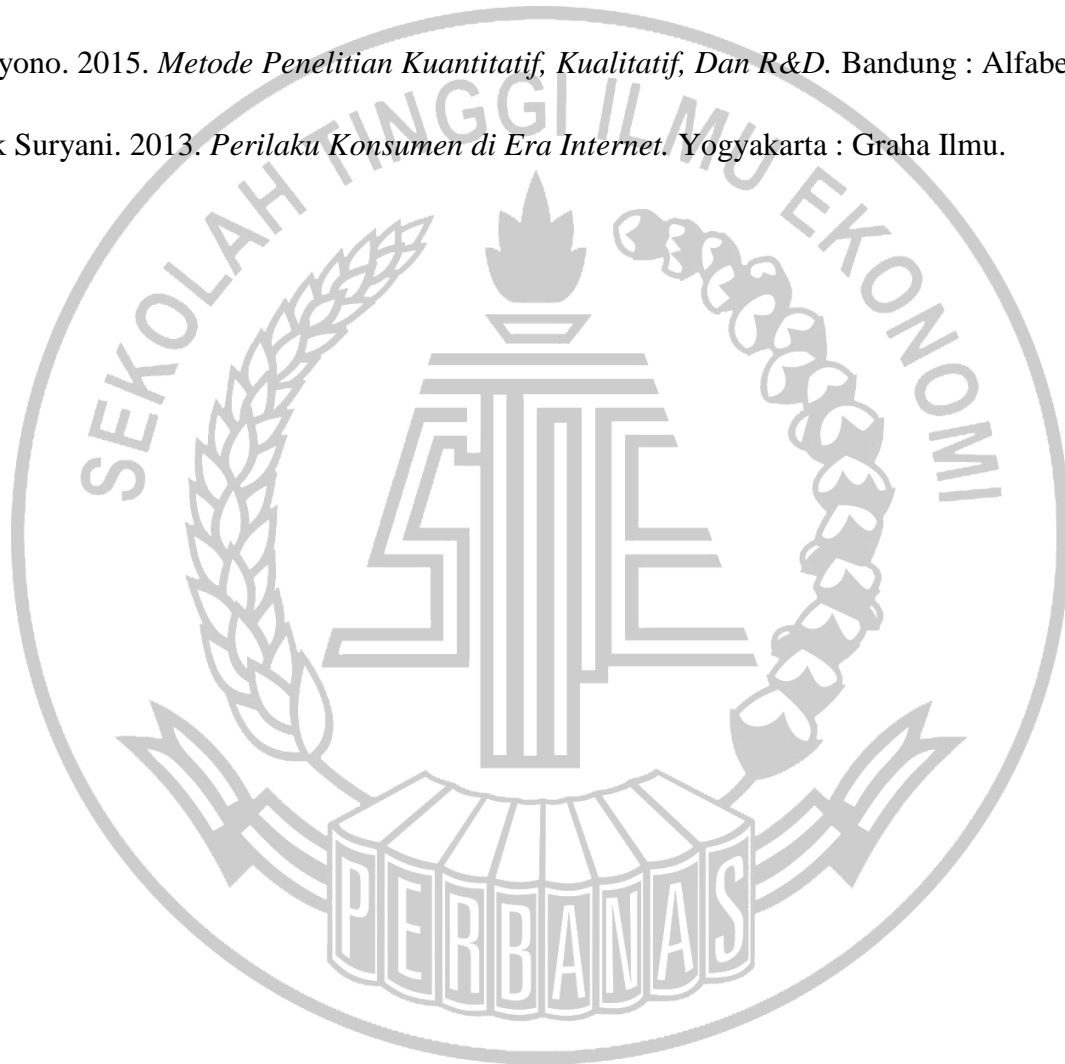 yono. 2015. Metode Penelitian Kuantitatif, Kualitatif, Dan R&D. Bandung : Alfabe
k Suryani. 2013. Perilaku Konsumen di Era Internet. Yogyakarta : Graha Ilmu.
SEKOLAH TINGGI ILMU EKONOMI
STIE
PERBANAS